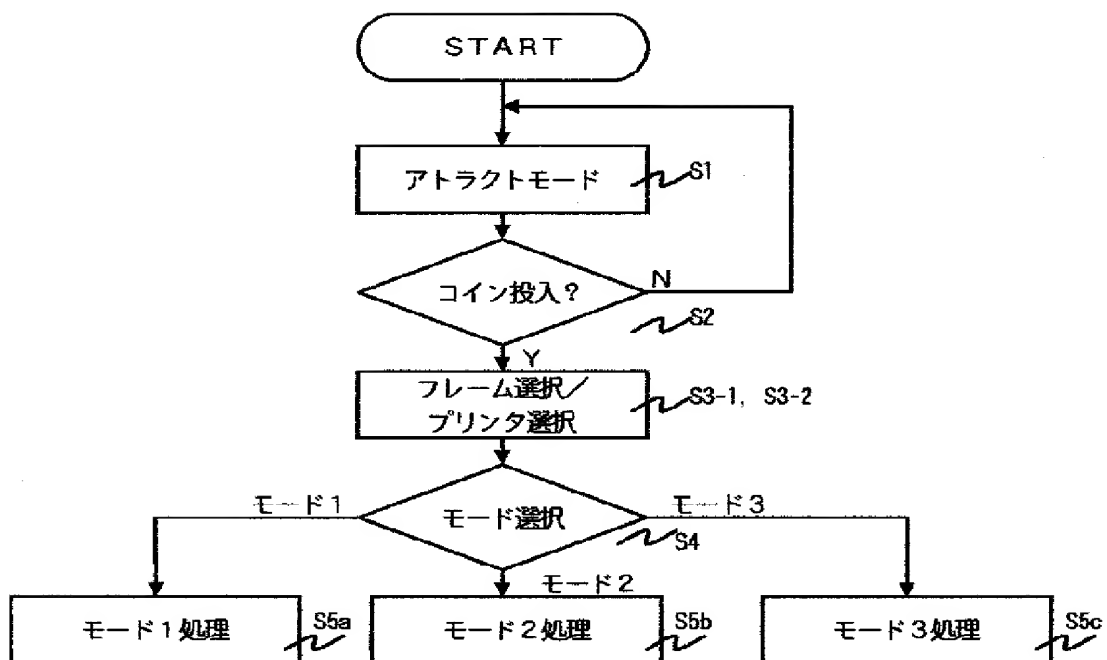 START
アトラクトモード
S1
コイン投入？
N
S2
Y
フレーム選択／
プリンタ選択
S3-1, S3-2
モード1
モード選択
モード3
S4
モード2
モード1処理
S5a
モード2処理
S5b
モード3処理
S5c